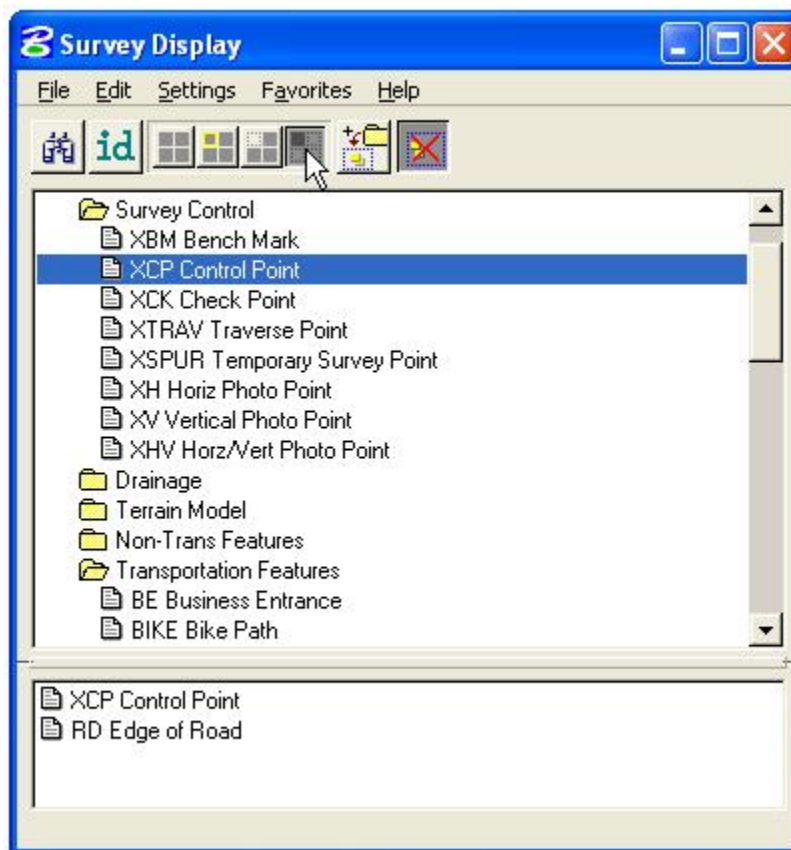 Survey Display
File Edit Settings Favorites Help
id
Survey Control
XBM Bench Mark
XCP Control Point
XCK Check Point
XTRAV Traverse Point
XSPUR Temporary Survey Point
XH Horiz Photo Point
XV Vertical Photo Point
XHV Horz/Vert Photo Point
Drainage
Terrain Model
Non-Trans Features
Transportation Features
BE Business Entrance
BIKE Bike Path
XCP Control Point
RD Edge of Road